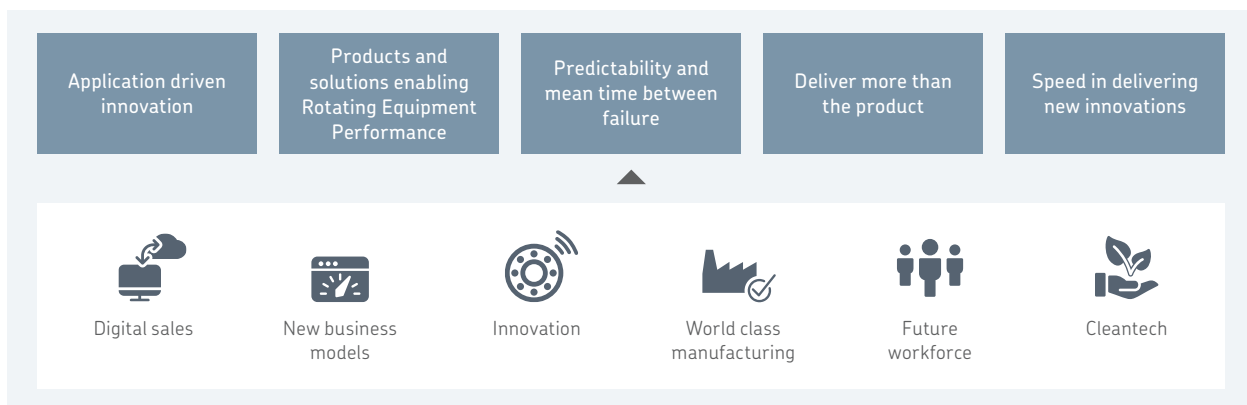 Application driven
innovation
Products and
solutions enabling
Rotating Equipment
Performance
Predictability and
mean time between
failure
Deliver more than
the product
Speed in delivering
new innovations
Digital sales
New business
models
Innovation
World class
manufacturing
Future
workforce
Cleantech